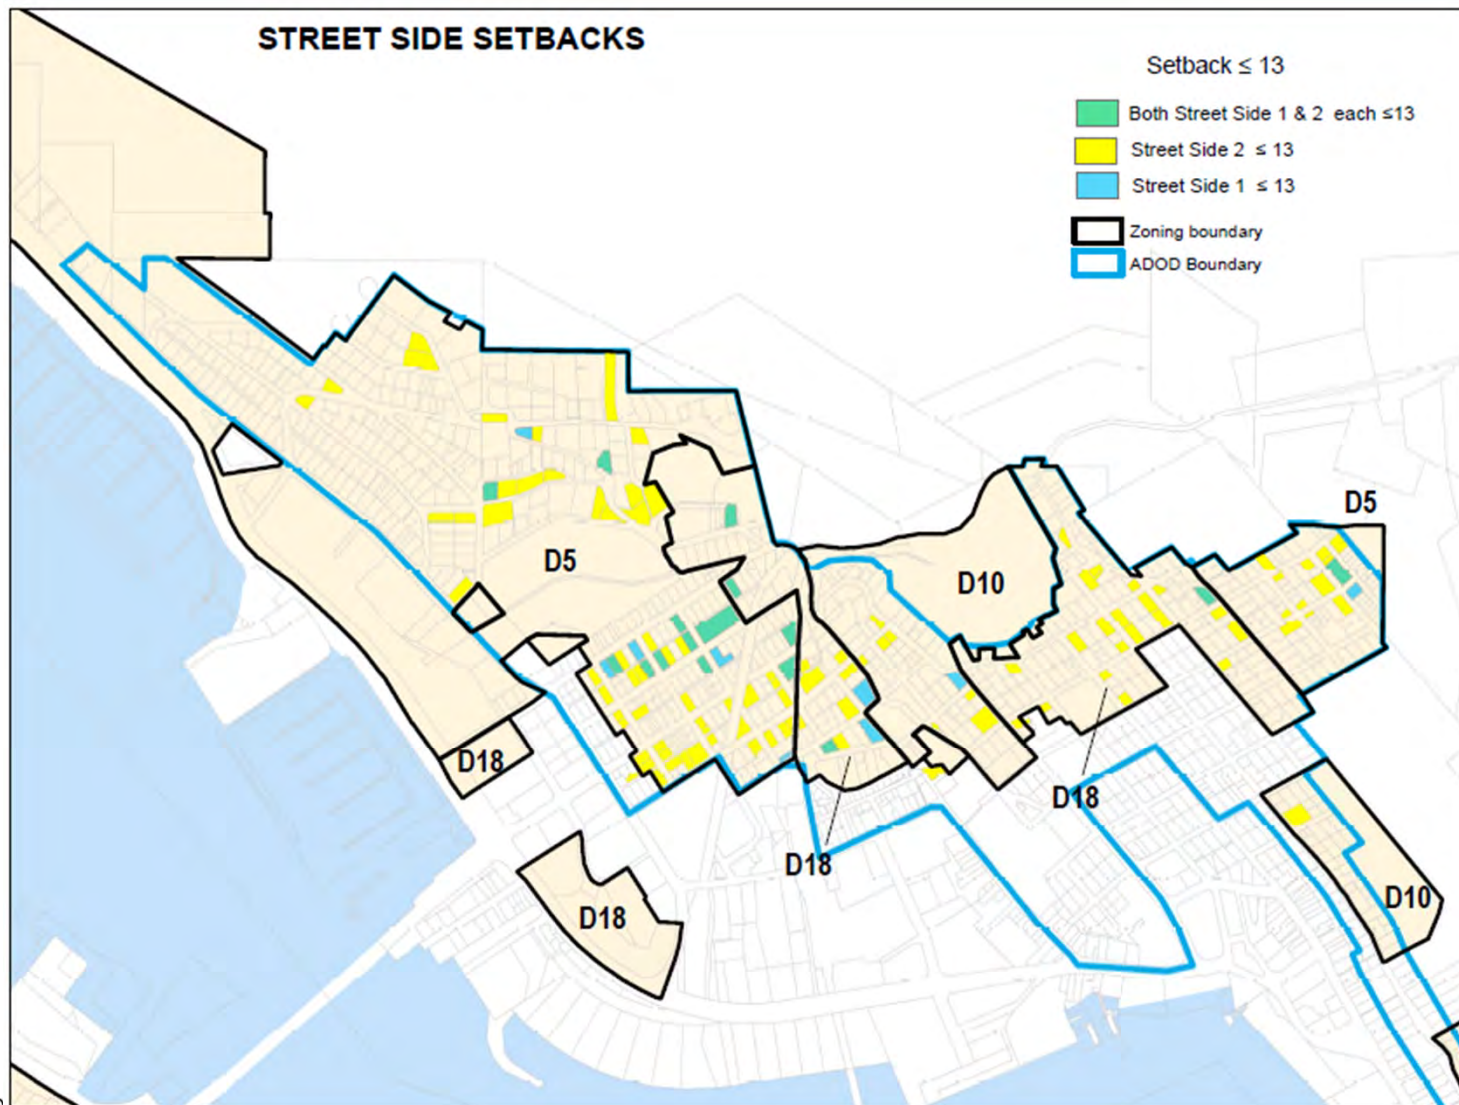 STREET SIDE SETBACKS
Setback ≤ 13
Both Street Side 1 & 2 each ≤13
Street Side 2 ≤ 13
Street Side 1 ≤ 13
Zoning boundary
ADOD Boundary
D5
D5
D10
D18
D18
D18
D18
D10